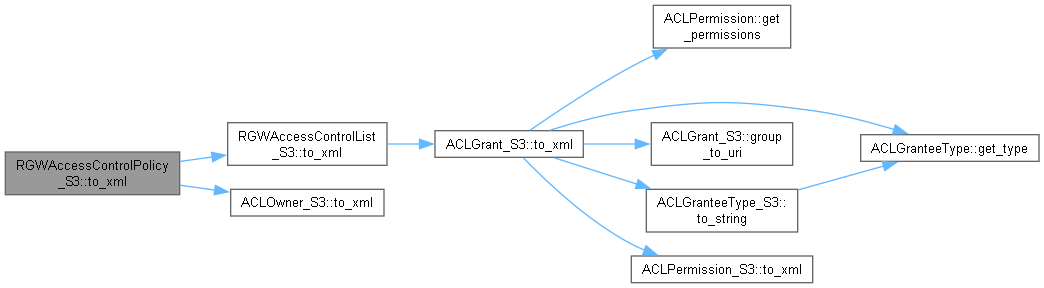 RGWAccessControlPolicy
_S3::to_xml
RGWAccessControlList
_S3::to_xml
ACLOwner_S3::to_xml
ACLGrant_S3::to_xml
ACLPermission::get
_permissions
ACLGrant_S3::group
_to_uri
ACLGranteeType_S3::
to_string
ACLPermission_S3::to_xml
ACLGranteeType::get_type